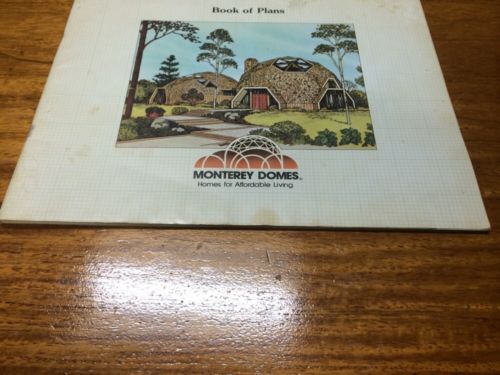 Book of Plans
MONTEREY DOMES
Homes for Affordable Living